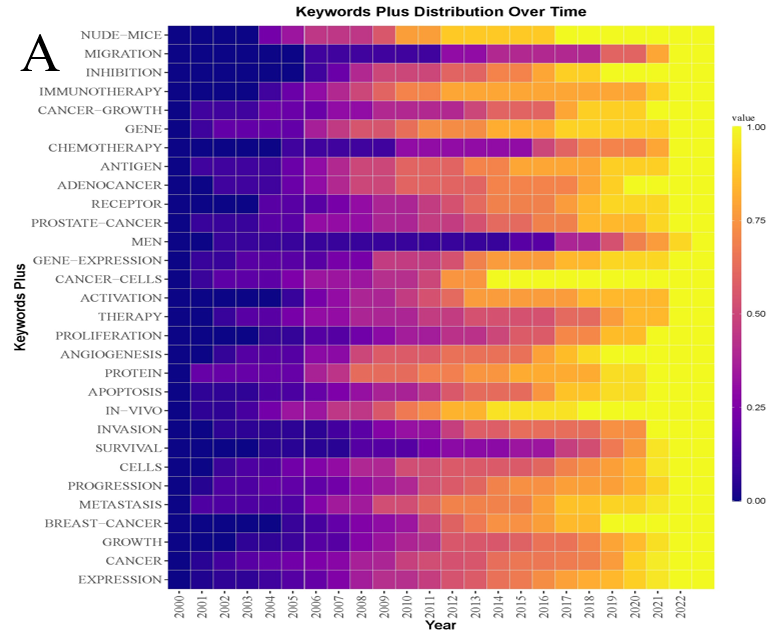 Keywords Plus Distribution Over Time
A
NUDE−MICE
MIGRATION
INHIBITION
IMMUNOTHERAPY
CANCER−GROWTH
GENE
CHEMOTHERAPY
ANTIGEN
ADENOCANCER
RECEPTOR
PROSTATE−CANCER
MEN
GENE−EXPRESSION
CANCER−CELLS
ACTIVATION
THERAPY
PROLIFERATION
ANGIOGENESIS
PROTEIN
APOPTOSIS
IN−VIVO
INVASION
SURVIVAL
CELLS
PROGRESSION
METASTASIS
BREAST−CANCER
GROWTH
CANCER
EXPRESSION
Keywords Plus
2000 2001 2002 2003 2004 2005 2006 2007 2008 2009 2010 2011 2012 2013 2014 2015 2016 2017 2018 2019 2020 2021 2022
Year
value
1.00
0.75
0.50
0.25
0.00